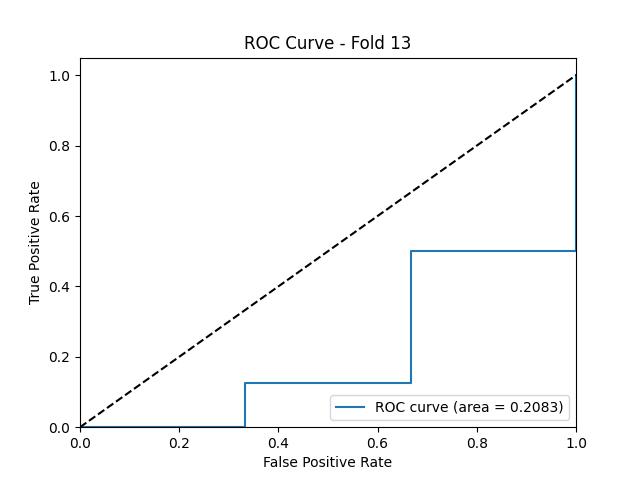 ROC Curve - Fold 13
True Positive Rate
1.0
0.8
0.6
0.4
0.2
0.0
ROC curve (area = 0.2083)
0.0 0.2 0.4 0.6 0.8 1.0
False Positive Rate